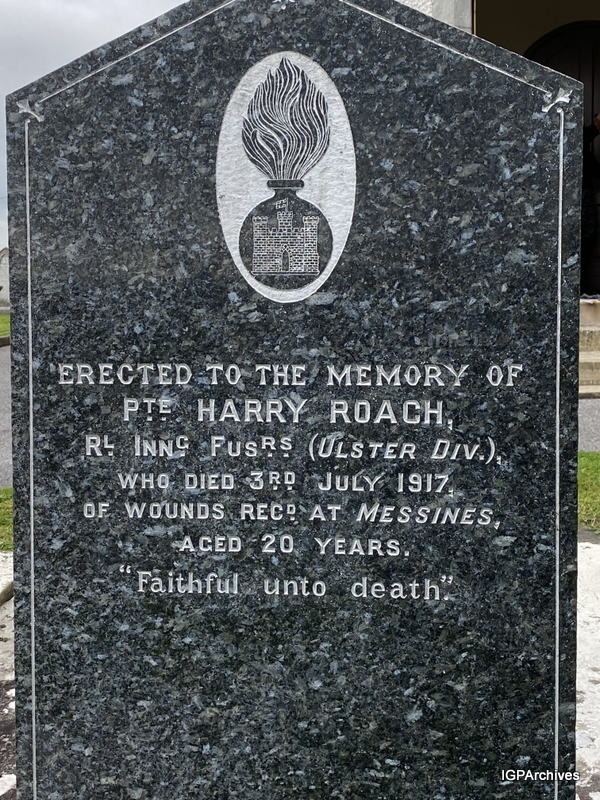 ERECTED TO THE MEMORY OF
PTE HARRY ROACH,
RL INNG FUSRS (ULSTER DIV.),
WHO DIED 3RD JULY 1917,
OF WOUNDS RECD AT MESSINES,
AGED 20 YEARS.
"Faithful unto death".
IGPArchives